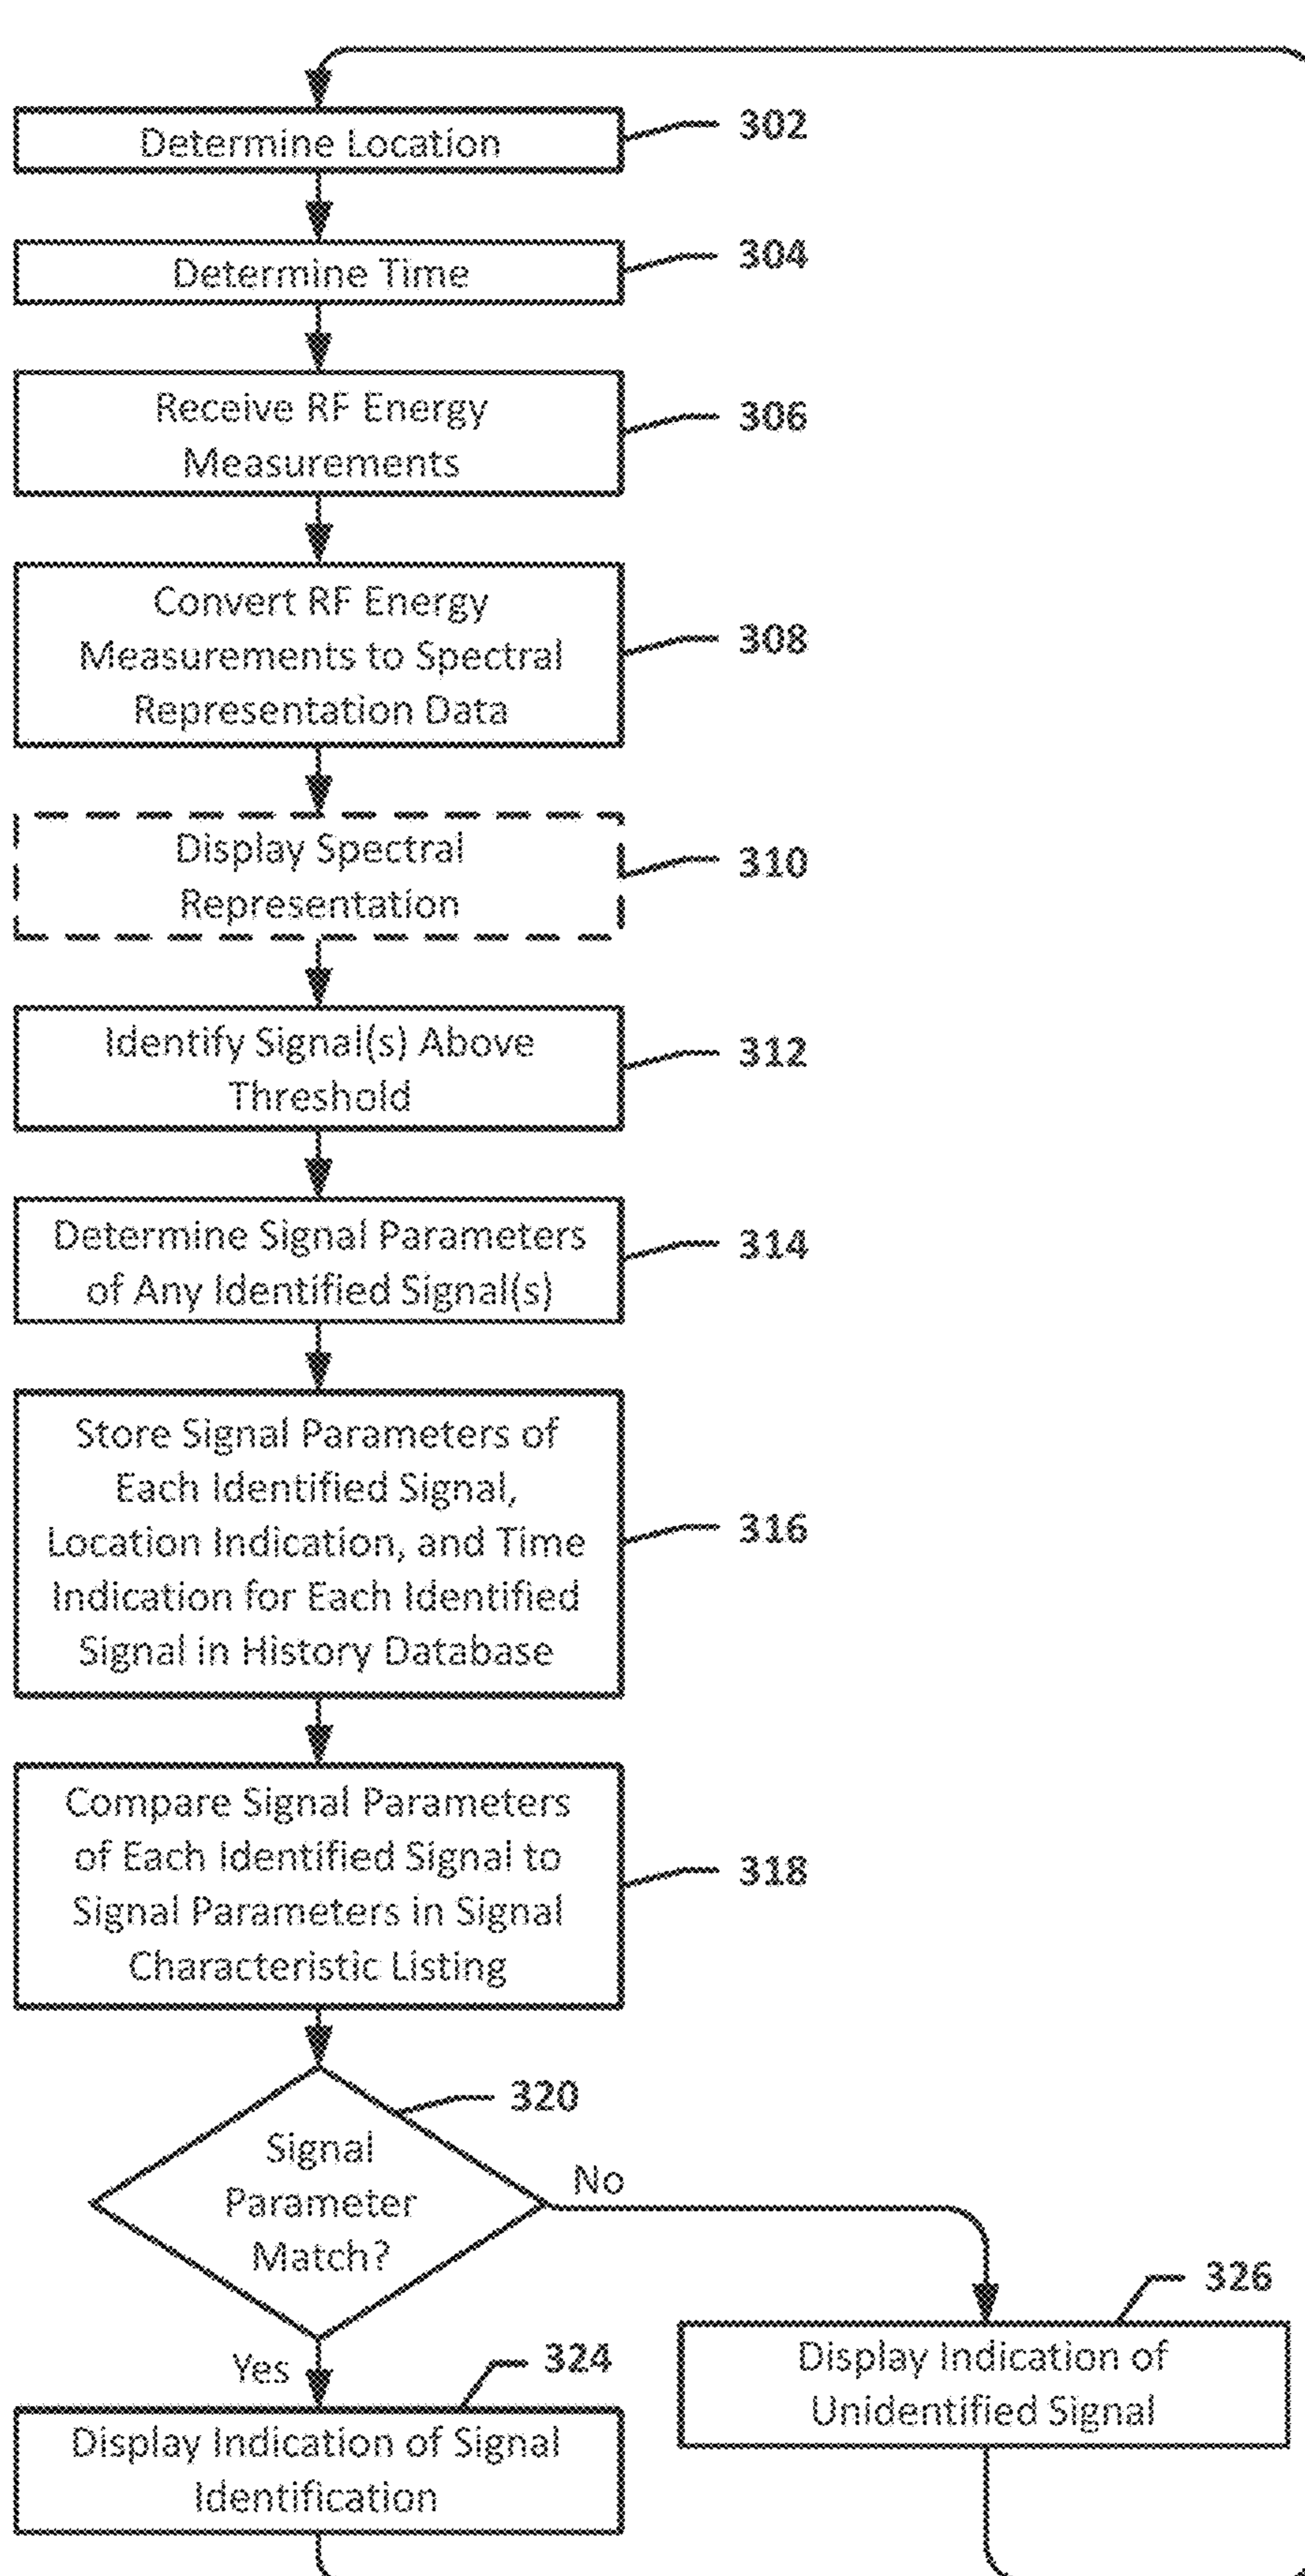 Determine Location
302
Determine Time
304
Receive RF Energy
Measurements
306
Convert RF Energy
Measurements to Spectral
Representation Data
308
Display Spectral
Representation
310
Identify Signal(s) Above
Threshold
312
Determine Signal Parameters
of Any Identified Signal(s)
314
Store Signal Parameters of
Each Identified Signal,
Location Indication, and Time
Indication for Each Identified
Signal in History Database
316
Compare Signal Parameters
of Each Identified Signal to
Signal Parameters in Signal
Characteristic Listing
318
320
Signal
Parameter
Match?
No
Yes
324
Display Indication of Signal
Identification
326
Display Indication of
Unidentified Signal